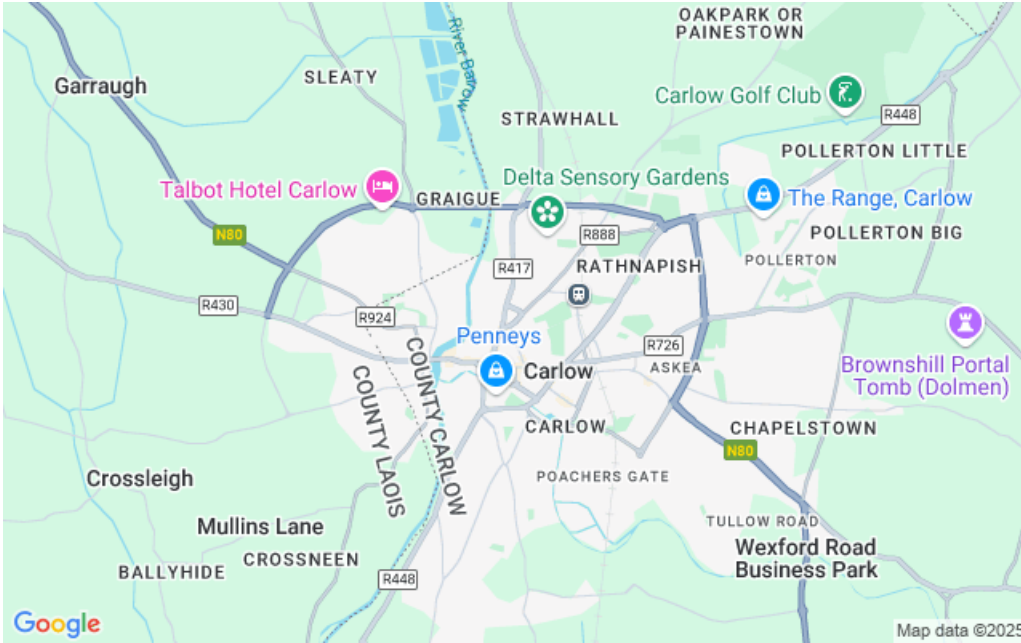 OAKPARK OR
PAINESTOWN
River Barrow
SLEATY
Garraugh
Carlow Golf Club
R448
STRAWHALL
POLLERTON LITTLE
Talbot Hotel Carlow
GRAIGUE
Delta Sensory Gardens
The Range, Carlow
N80
R888
POLLERTON BIG
R417
RATHNAPISH
POLLERTON
R430
R924
Penneys
R726
Brownshill Portal
Tomb (Dolmen)
Carlow
ASKEA
COUNTY CARLOW
COUNTY LAOIS
CARLOW
CHAPELSTOWN
N80
Crossleigh
POACHERS GATE
Mullins Lane
TULLOW ROAD
CROSSNEEN
Wexford Road
Business Park
BALLYHIDE
R448
Google
Map data ©2025